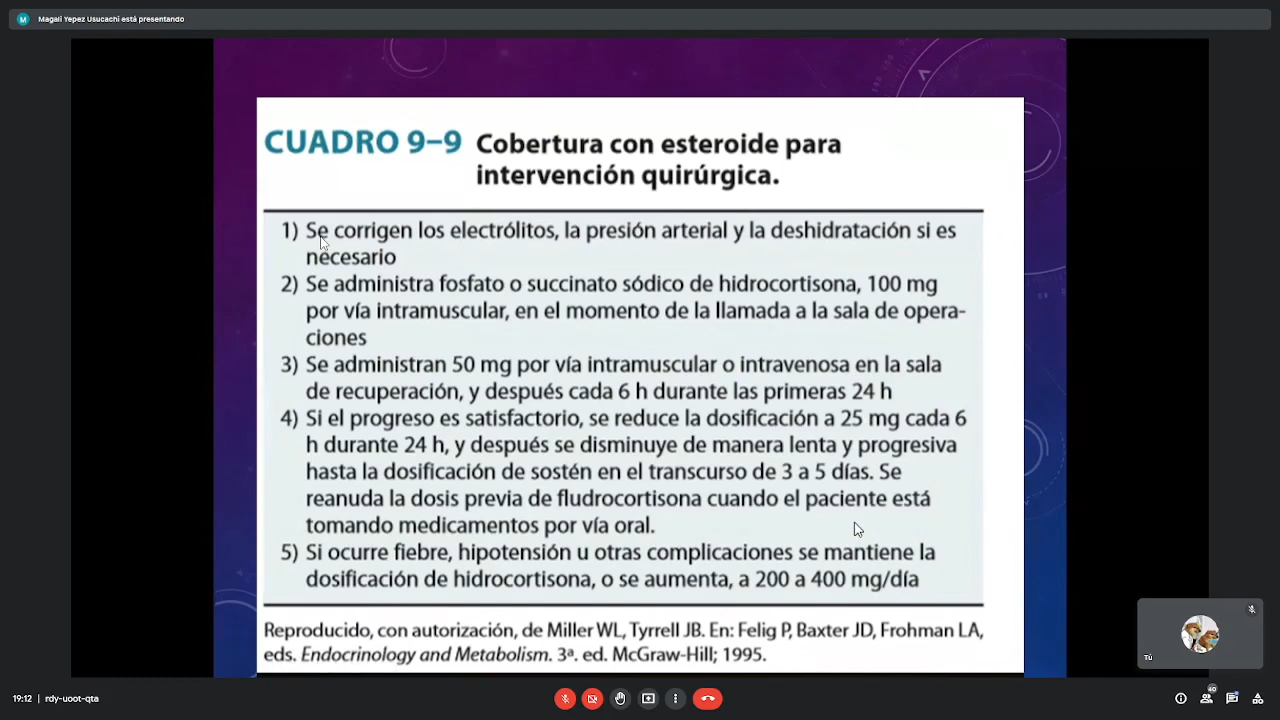 M Magali Yepez Usucachi está presentando
CUADRO 9–9 Cobertura con esteroide para
intervención quirúrgica.
1) Se corrigen los electrólitos, la presión arterial y la deshidratación si es
necesario
2) Se administra fosfato o succinato sódico de hidrocortisona, 100 mg
por vía intramuscular, en el momento de la llamada a la sala de opera-
ciones
3) Se administran 50 mg por vía intramuscular o intravenosa en la sala
de recuperación, y después cada 6 h durante las primeras 24 h
4) Si el progreso es satisfactorio, se reduce la dosificación a 25 mg cada 6
h durante 24 h, y después se disminuye de manera lenta y progresiva
hasta la dosificación de sostén en el transcurso de 3 a 5 días. Se
reanuda la dosis previa de fludrocortisona cuando el paciente está
tomando medicamentos por vía oral.
5) Si ocurre fiebre, hipotensión u otras complicaciones se mantiene la
dosificación de hidrocortisona, o se aumenta, a 200 a 400 mg/día
Reproducido, con autorización, de Miller WL, Tyrrell JB. En: Felig P, Baxter JD, Frohman LA,
eds. Endocrinology and Metabolism. 3ª. ed. McGraw-Hill; 1995.
Tú
19:12 | rdy-uoot-qta
40